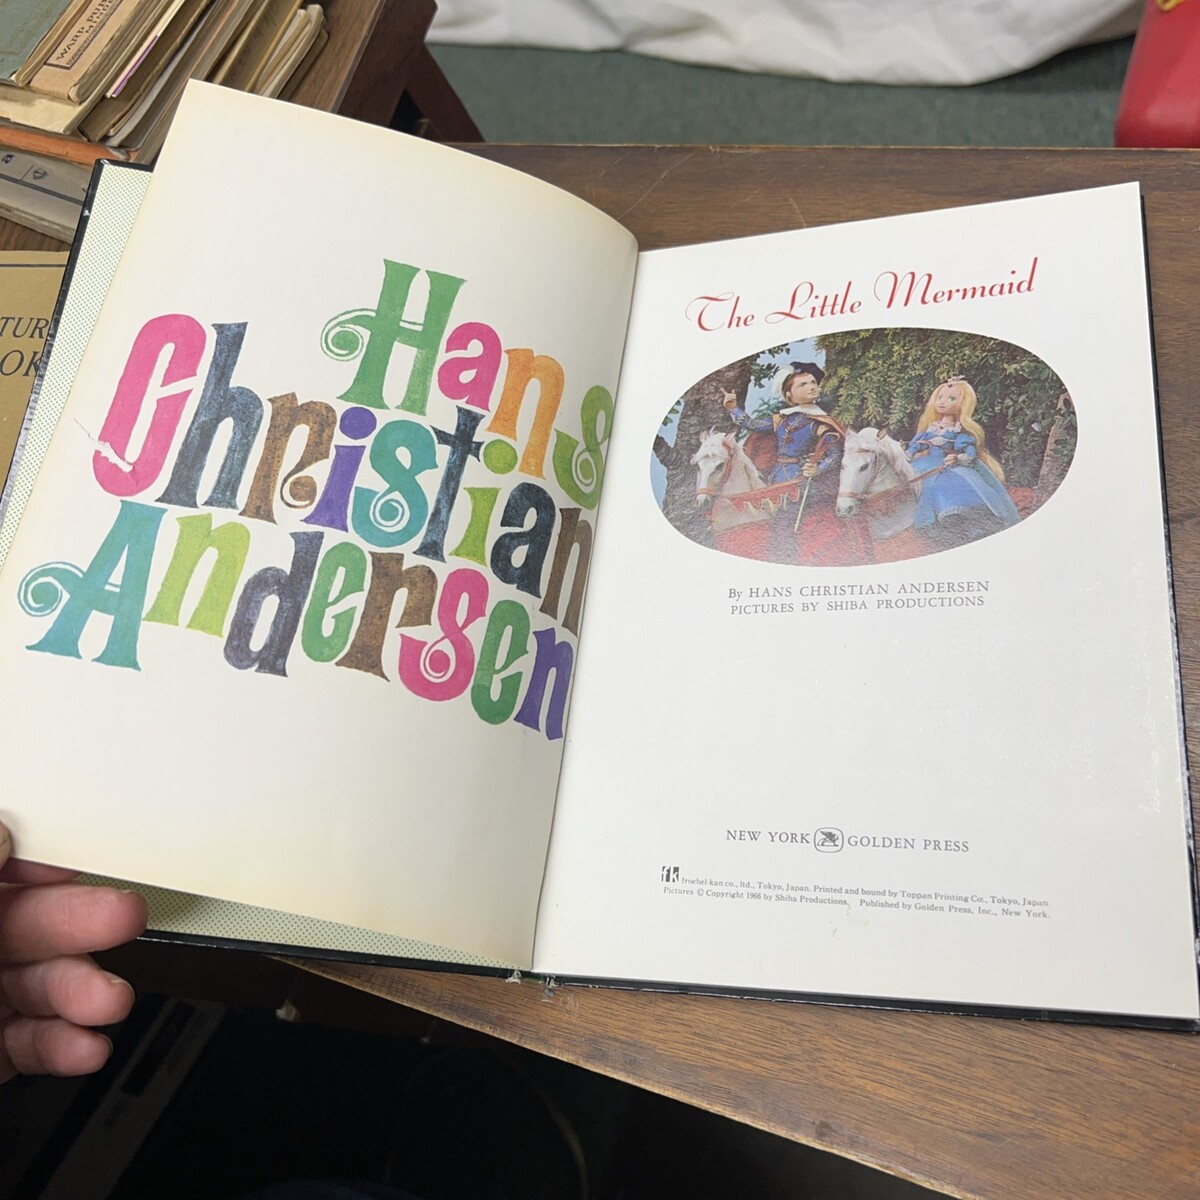 TUR
OK
Hans
Christian
Andersen
The Little Mermaid
By HANS CHRISTIAN ANDERSEN
PICTURES BY SHIBA PRODUCTIONS
NEW YORK GOLDEN PRESS
fk froebel-kan co., ltd., Tokyo, Japan. Printed and bound by Toppan Printing Co., Tokyo, Japan.
Pictures © Copyright 1966 by Shiba Productions. Published by Golden Press, Inc., New York.